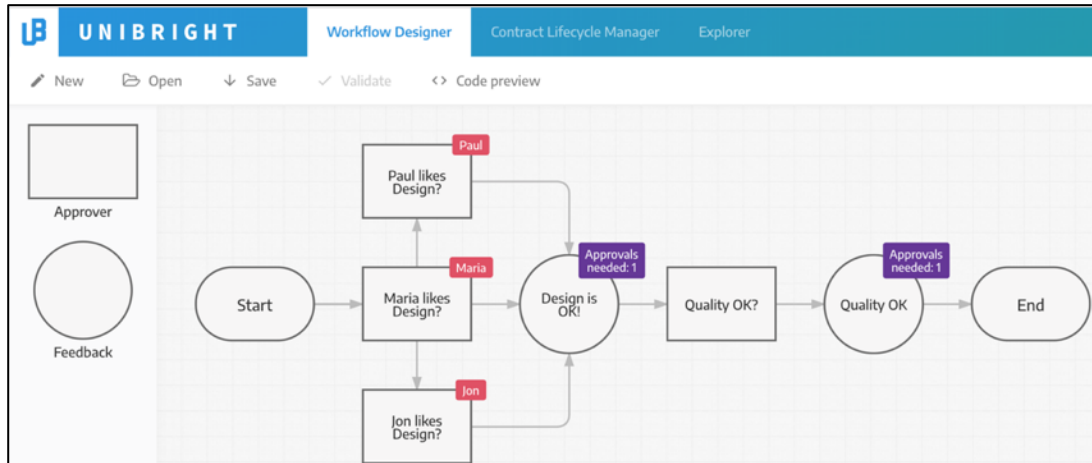 UB UNIBRIGHT Workflow Designer Contract Lifecycle Manager Explorer
New Open Save Validate <> Code preview
Approver
Feedback
Start
Paul
Paul likes
Design?
Maria
Maria likes
Design?
Jon
Jon likes
Design?
Approvals
needed: 1
Design is
OK!
Quality OK?
Approvals
needed: 1
Quality OK
End